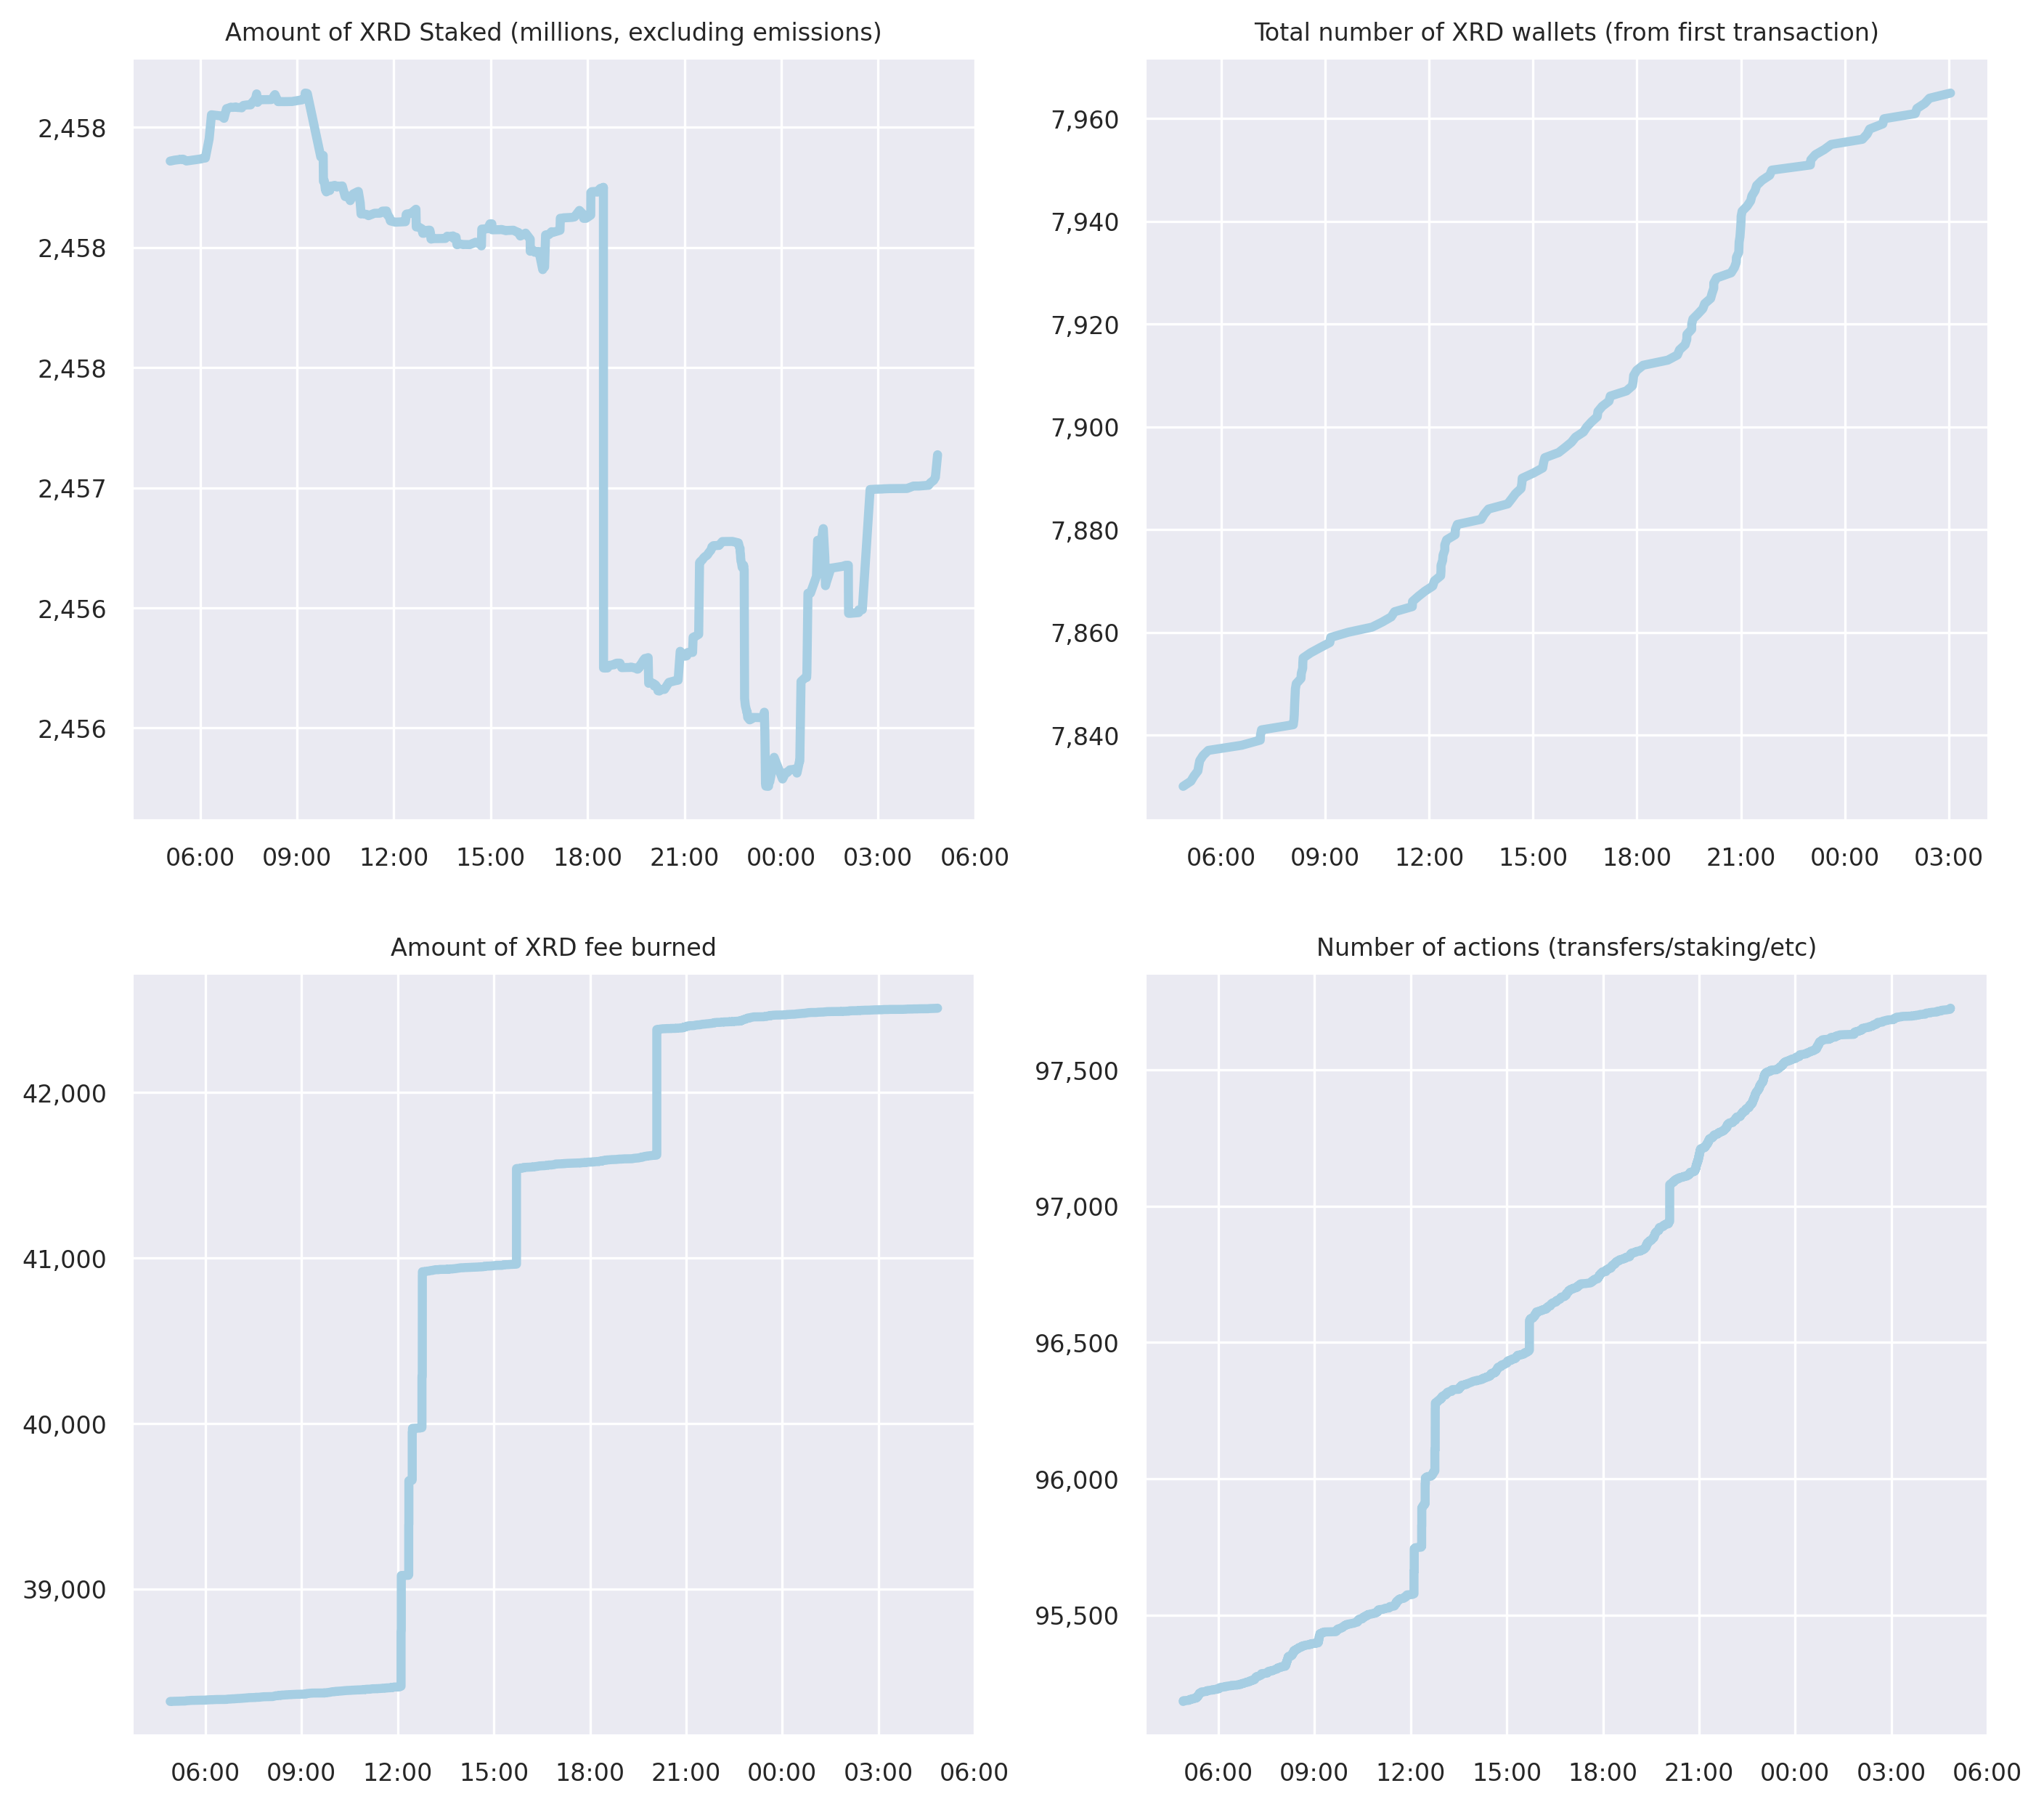 Amount of XRD Staked (millions, excluding emissions)
2,458
2,458
2,458
2,457
2,456
2,456
06:00 09:00 12:00 15:00 18:00 21:00 00:00 03:00 06:00
Total number of XRD wallets (from first transaction)
7,960
7,940
7,920
7,900
7,880
7,860
7,840
06:00 09:00 12:00 15:00 18:00 21:00 00:00 03:00
Amount of XRD fee burned
42,000
41,000
40,000
39,000
06:00 09:00 12:00 15:00 18:00 21:00 00:00 03:00 06:00
Number of actions (transfers/staking/etc)
97,500
97,000
96,500
96,000
95,500
06:00 09:00 12:00 15:00 18:00 21:00 00:00 03:00 06:00